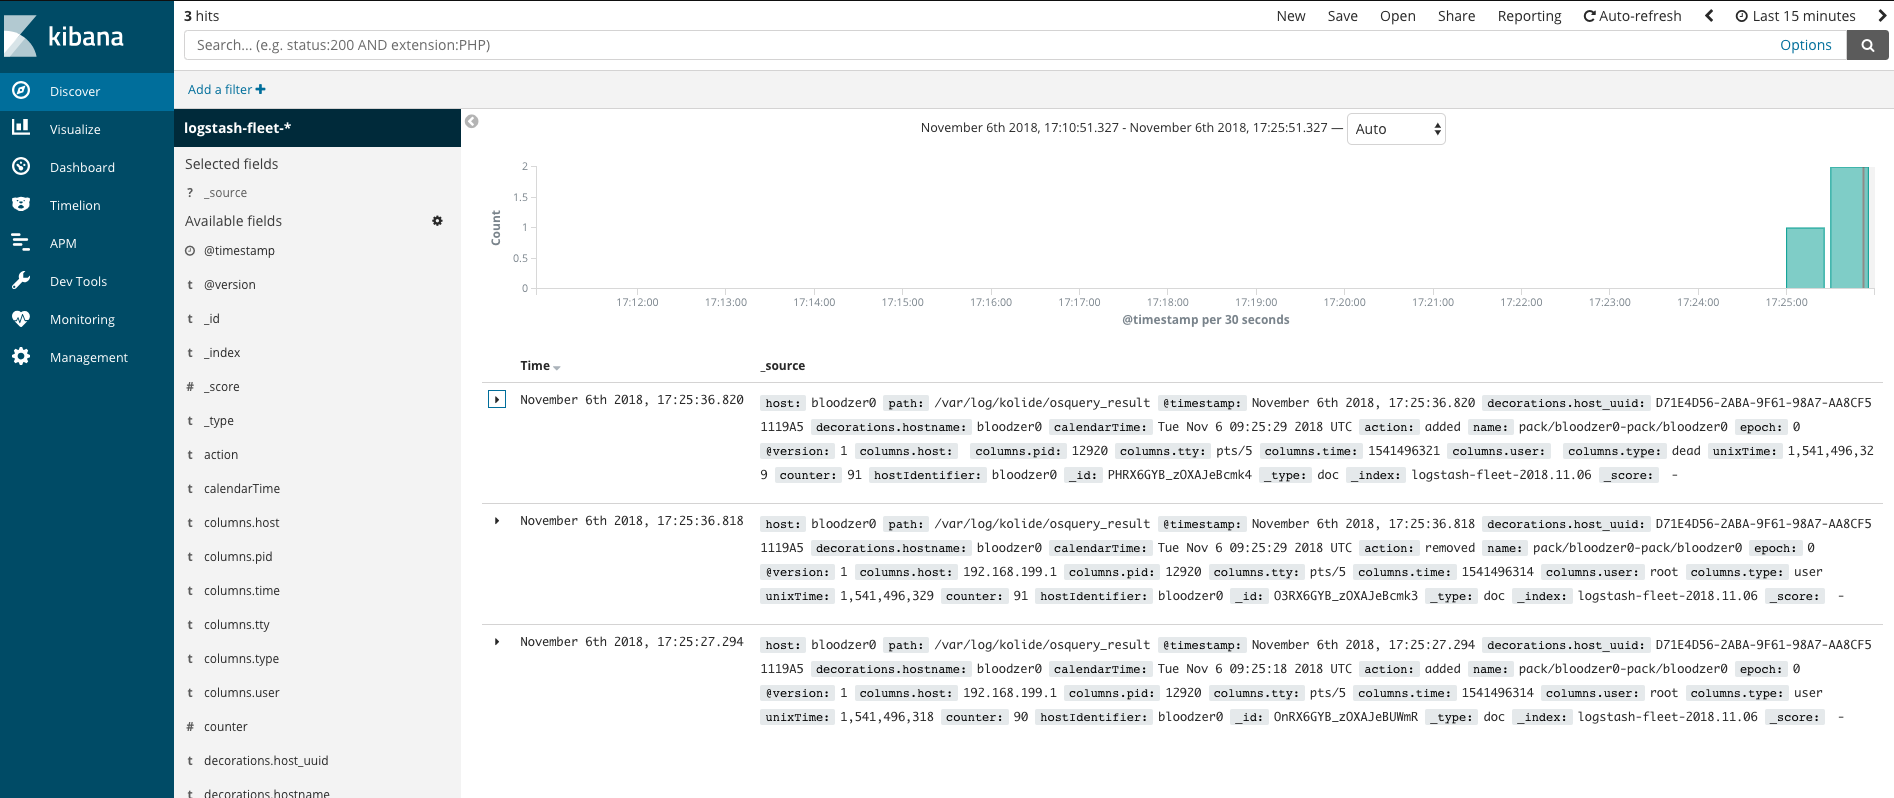 kibana
Discover
Visualize
Dashboard
Timelion
APM
Dev Tools
Monitoring
Management
3 hits
New Save Open Share Reporting Auto-refresh Last 15 minutes
Search... (e.g. status:200 AND extension:PHP)
Options
Add a filter
logstash-fleet-*
Selected fields
? _source
Available fields
@timestamp
t @version
t _id
t _index
# _score
t _type
t action
t calendarTime
t columns.host
t columns.pid
t columns.time
t columns.tty
t columns.type
t columns.user
# counter
t decorations.host_uuid
t decorations.hostname
November 6th 2018, 17:10:51.327 - November 6th 2018, 17:25:51.327 — Auto
Count
2
1.5
1
0.5
0
17:12:00 17:13:00 17:14:00 17:15:00 17:16:00 17:17:00 17:18:00 17:19:00 17:20:00 17:21:00 17:22:00 17:23:00 17:24:00 17:25:00
@timestamp per 30 seconds
Time _source
November 6th 2018, 17:25:36.820 host: bloodzer0 path: /var/log/kolide/osquery_result @timestamp: November 6th 2018, 17:25:36.820 decorations.host_uuid: D71E4D56-2ABA-9F61-98A7-AA8CF5
1119A5 decorations.hostname: bloodzer0 calendarTime: Tue Nov 6 09:25:29 2018 UTC action: added name: pack/bloodzer0-pack/bloodzer0 epoch: 0
@version: 1 columns.host: columns.pid: 12920 columns.tty: pts/5 columns.time: 1541496321 columns.user: columns.type: dead unixTime: 1,541,496,32
9 counter: 91 hostIdentifier: bloodzer0 _id: PHRX6GYB_zOXAJeBcmk4 _type: doc _index: logstash-fleet-2018.11.06 _score: -
November 6th 2018, 17:25:36.818 host: bloodzer0 path: /var/log/kolide/osquery_result @timestamp: November 6th 2018, 17:25:36.818 decorations.host_uuid: D71E4D56-2ABA-9F61-98A7-AA8CF5
1119A5 decorations.hostname: bloodzer0 calendarTime: Tue Nov 6 09:25:29 2018 UTC action: removed name: pack/bloodzer0-pack/bloodzer0 epoch: 0
@version: 1 columns.host: 192.168.199.1 columns.pid: 12920 columns.tty: pts/5 columns.time: 1541496314 columns.user: root columns.type: user
unixTime: 1,541,496,329 counter: 91 hostIdentifier: bloodzer0 _id: O3RX6GYB_zOXAJeBcmk3 _type: doc _index: logstash-fleet-2018.11.06 _score: -
November 6th 2018, 17:25:27.294 host: bloodzer0 path: /var/log/kolide/osquery_result @timestamp: November 6th 2018, 17:25:27.294 decorations.host_uuid: D71E4D56-2ABA-9F61-98A7-AA8CF5
1119A5 decorations.hostname: bloodzer0 calendarTime: Tue Nov 6 09:25:18 2018 UTC action: added name: pack/bloodzer0-pack/bloodzer0 epoch: 0
@version: 1 columns.host: 192.168.199.1 columns.pid: 12920 columns.tty: pts/5 columns.time: 1541496314 columns.user: root columns.type: user
unixTime: 1,541,496,318 counter: 90 hostIdentifier: bloodzer0 _id: OnRX6GYB_zOXAJeBUWmR _type: doc _index: logstash-fleet-2018.11.06 _score: -